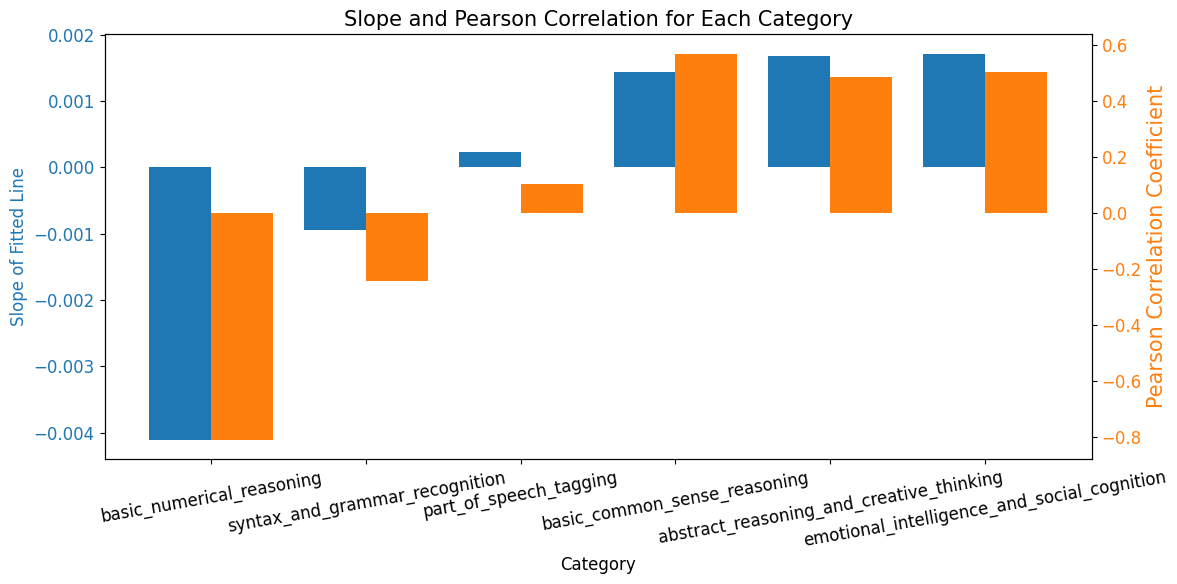 Slope and Pearson Correlation for Each Category
0.002
0.001
0.000
−0.001
−0.002
−0.003
−0.004
Slope of Fitted Line
0.6
0.4
0.2
0.0
−0.2
−0.4
−0.6
−0.8
Pearson Correlation Coefficient
basic_numerical_reasoning
syntax_and_grammar_recognition
part_of_speech_tagging
basic_common_sense_reasoning
abstract_reasoning_and_creative_thinking
emotional_intelligence_and_social_cognition
Category